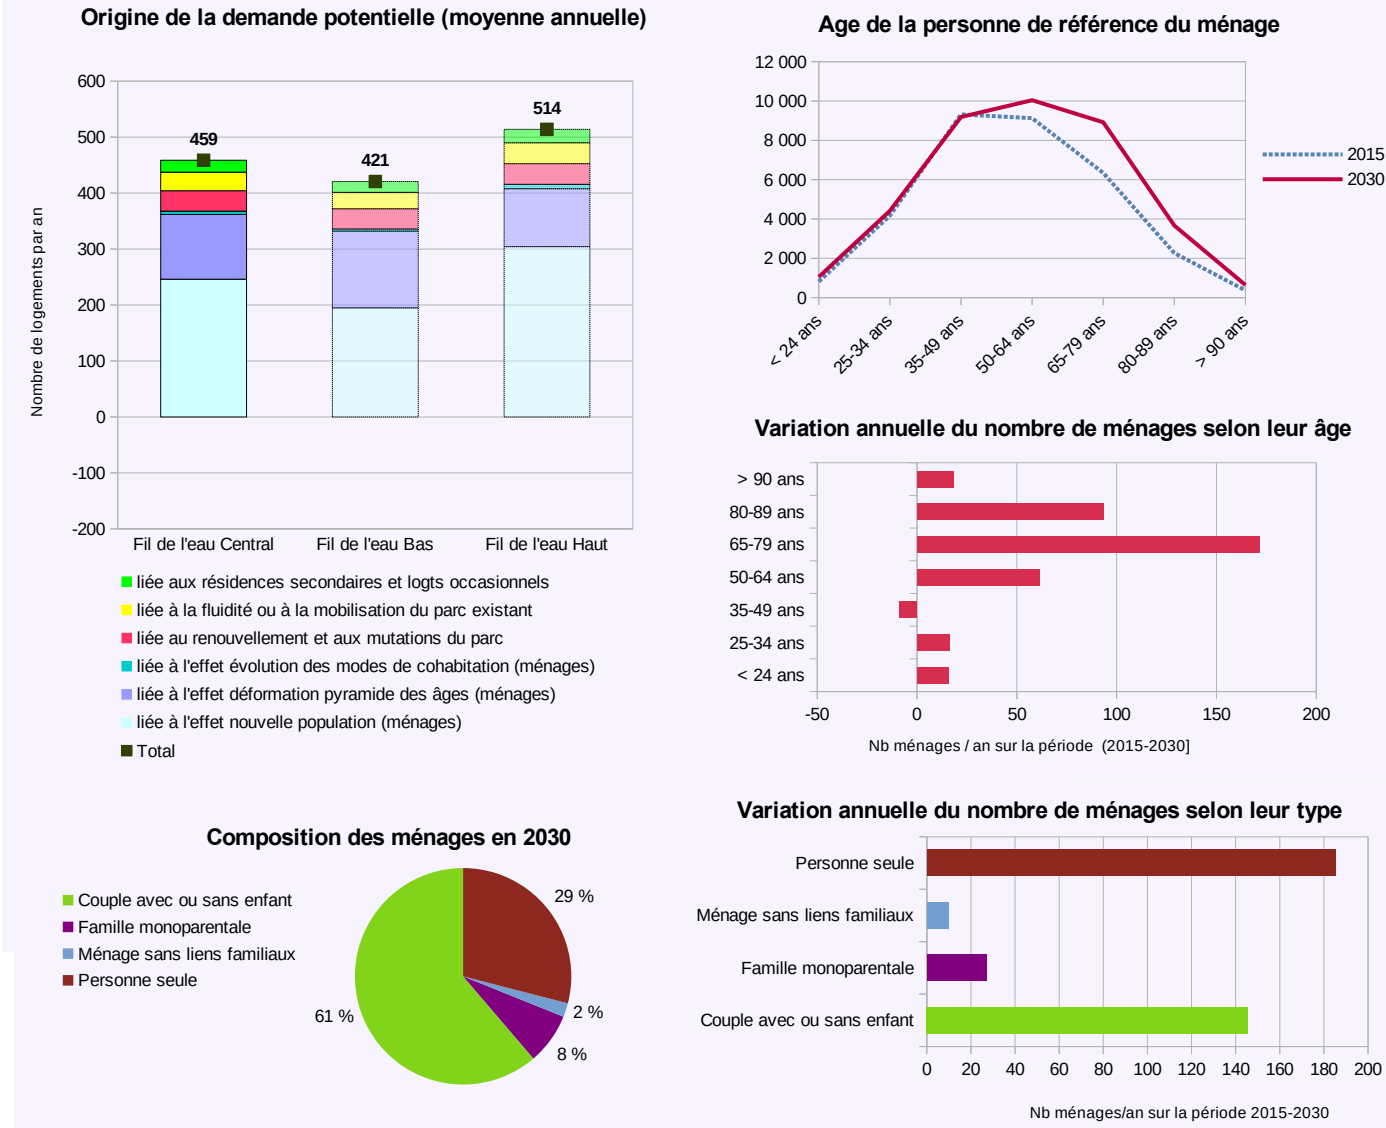 Origine de la demande potentielle (moyenne annuelle)
600
500
400
300
200
100
0
-100
-200
Nombre de logements par an
459
421
514
Fil de l'eau Central
Fil de l'eau Bas
Fil de l'eau Haut
liée aux résidences secondaires et logts occasionnels
liée à la fluidité ou à la mobilisation du parc existant
liée au renouvellement et aux mutations du parc
liée à l'effet évolution des modes de cohabitation (ménages)
liée à l'effet déformation pyramide des âges (ménages)
liée à l'effet nouvelle population (ménages)
Total
Age de la personne de référence du ménage
12 000
10 000
8 000
6 000
4 000
2 000
0
< 24 ans
25-34 ans
35-49 ans
50-64 ans
65-79 ans
80-89 ans
> 90 ans
2015
2030
Variation annuelle du nombre de ménages selon leur âge
> 90 ans
80-89 ans
65-79 ans
50-64 ans
35-49 ans
25-34 ans
< 24 ans
-50 0 50 100 150 200
Nb ménages / an sur la période (2015-2030]
Composition des ménages en 2030
Couple avec ou sans enfant
Famille monoparentale
Ménage sans liens familiaux
Personne seule
29 %
2 %
8 %
61 %
Variation annuelle du nombre de ménages selon leur type
Personne seule
Ménage sans liens familiaux
Famille monoparentale
Couple avec ou sans enfant
0 20 40 60 80 100 120 140 160 180 200
Nb ménages/an sur la période 2015-2030